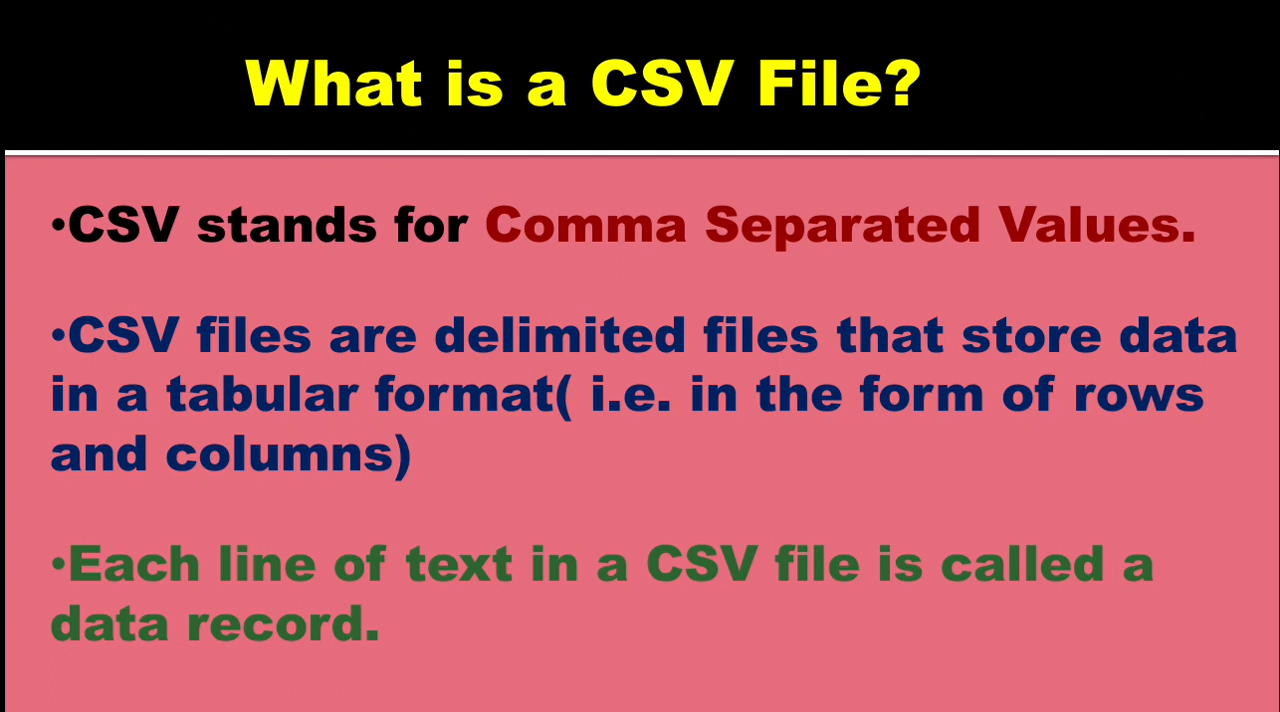 What is a CSV File?
•CSV stands for Comma Separated Values.
•CSV files are delimited files that store data
in a tabular format( i.e. in the form of rows
and columns)
•Each line of text in a CSV file is called a
data record.